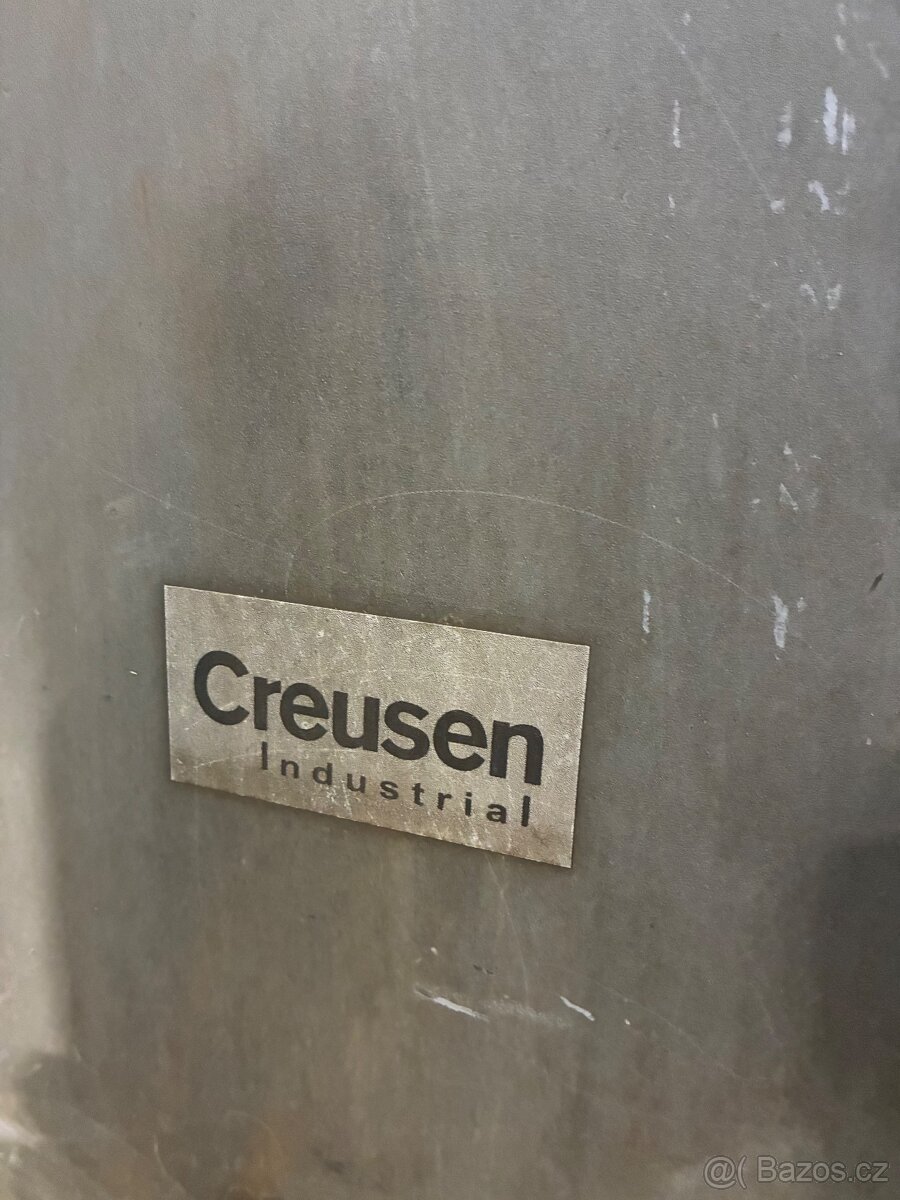 Creusen
Industrial
@( Bazos.cz